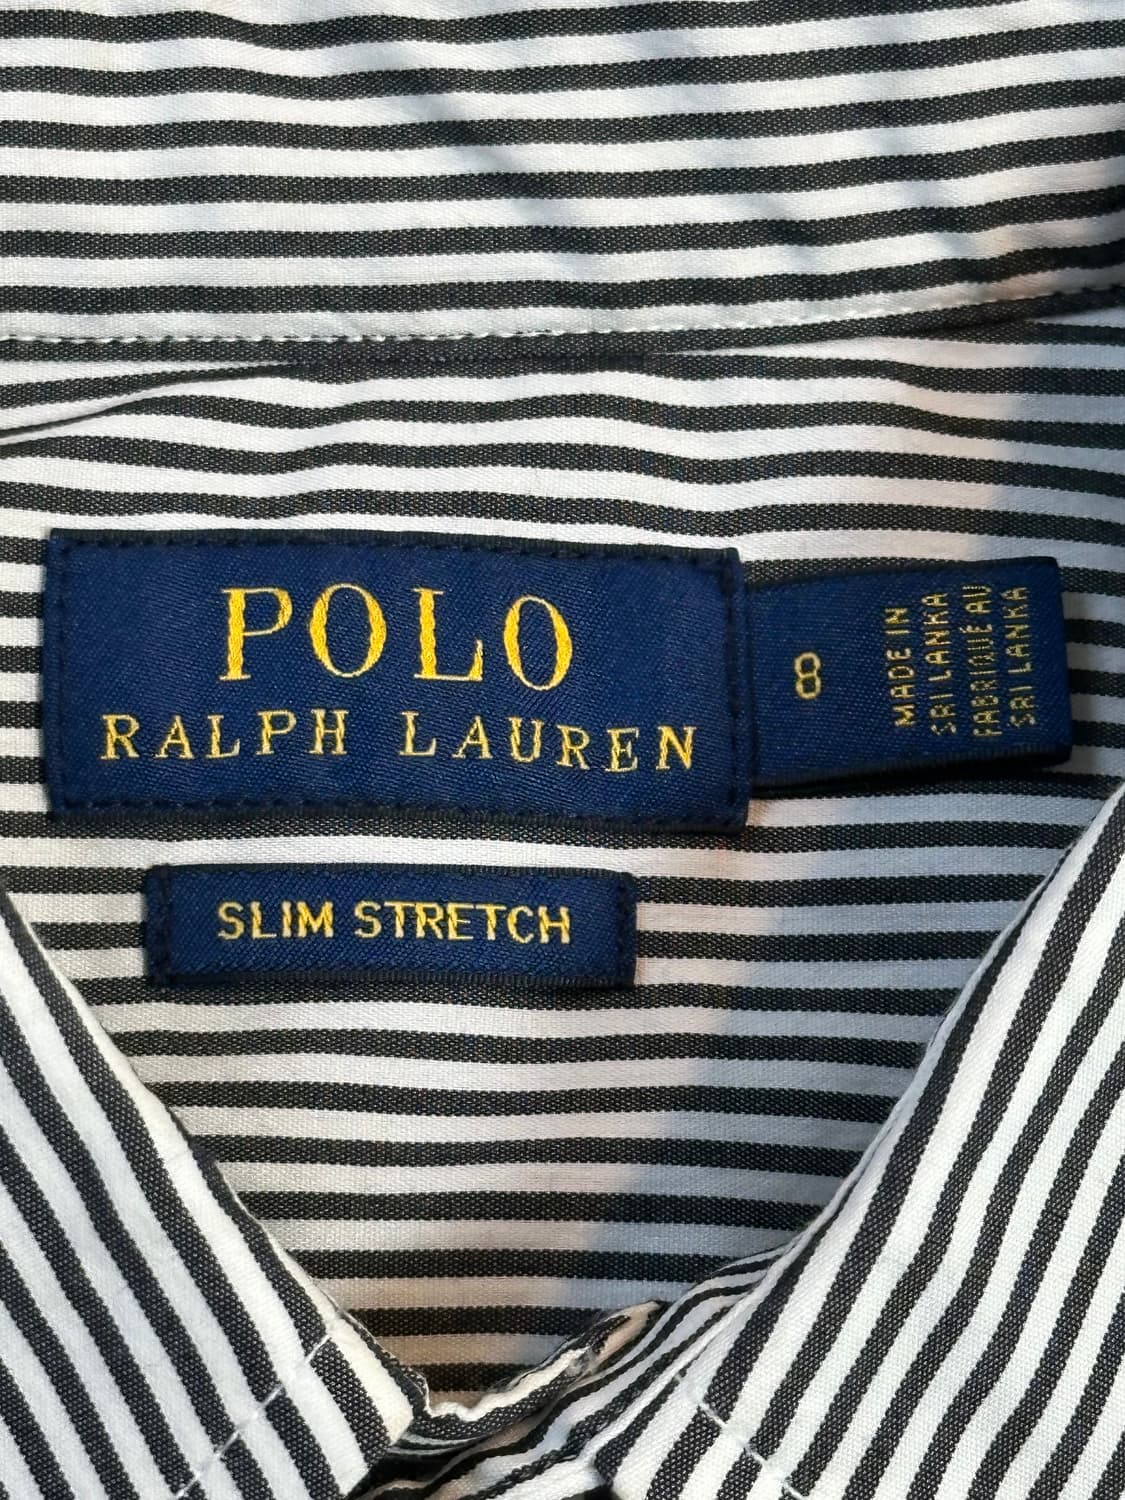 POLO
RALPH LAUREN
8
MADE IN
SRI LANKA
FABRIQUÉ AU
SRI LANKA
SLIM STRETCH